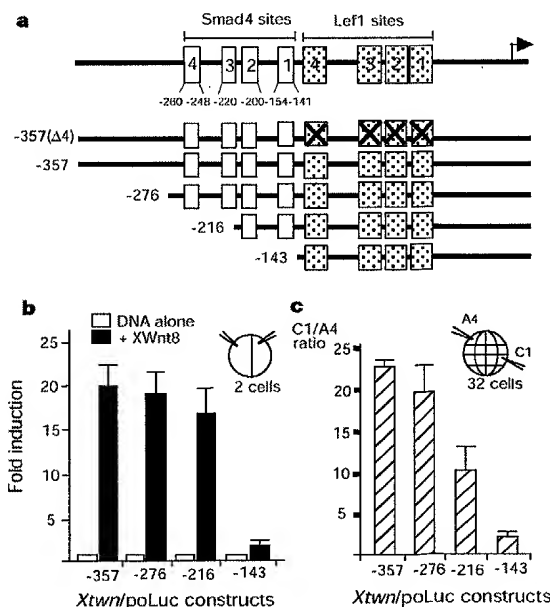 a
Smad4 sites
Lef1 sites
4 3 2 1 4 3 2 1
-260 -248 -220 -200 -154 -141
-357(Δ4)
-357
-276
-216
-143
b
DNA alone
+ XWnt8
2 cells
Fold induction
25
20
15
10
5
-357 -276 -216 -143
Xtwn/poLuc constructs
c
C1/A4
ratio
A4
C1
32 cells
25
20
15
10
5
-357 -276 -216 -143
Xtwn/poLuc constructs